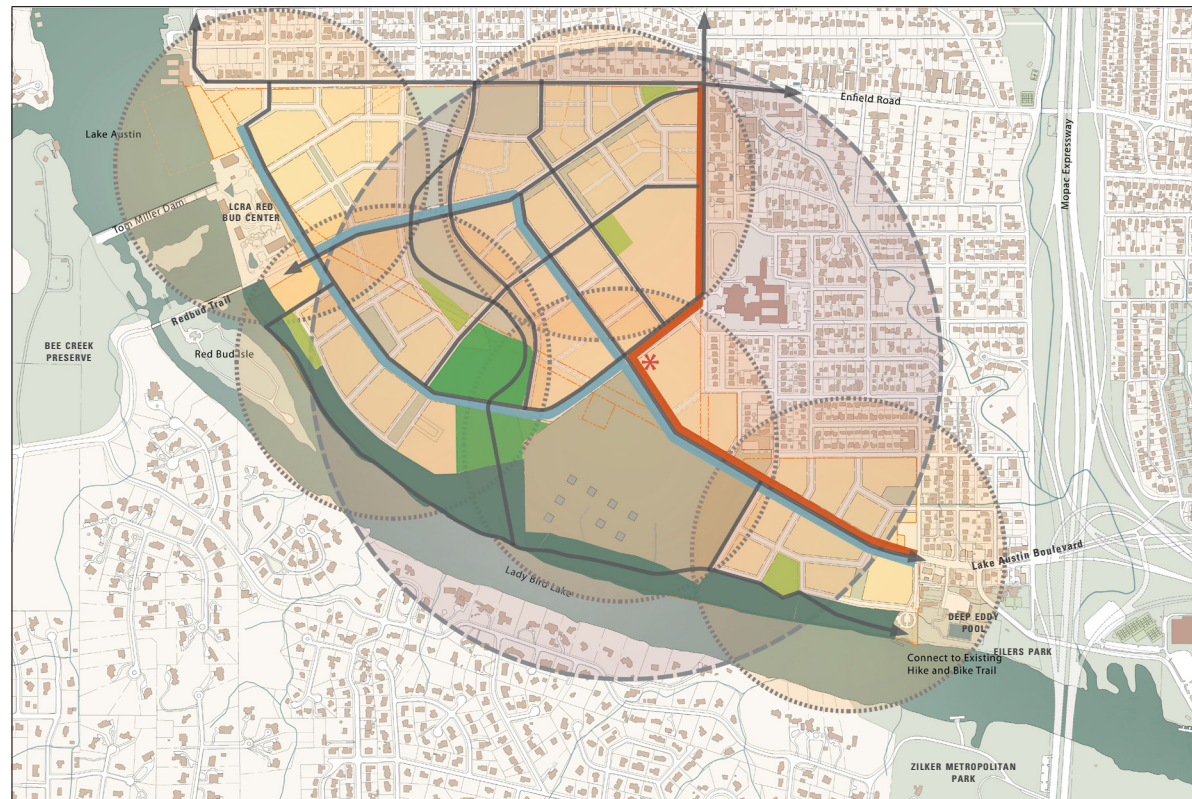 Enfield Road
Mopac Expressway
Lake Austin
Tom Miller Dam
LCRA RED
BUD CENTER
Redbud Trail
BEE CREEK
PRESERVE
Red Bud Isle
*
Lake Austin Boulevard
Lady Bird Lake
DEEP EDDY
POOL
EILERS PARK
Connect to Existing
Hike and Bike Trail
ZILKER METROPOLITAN
PARK